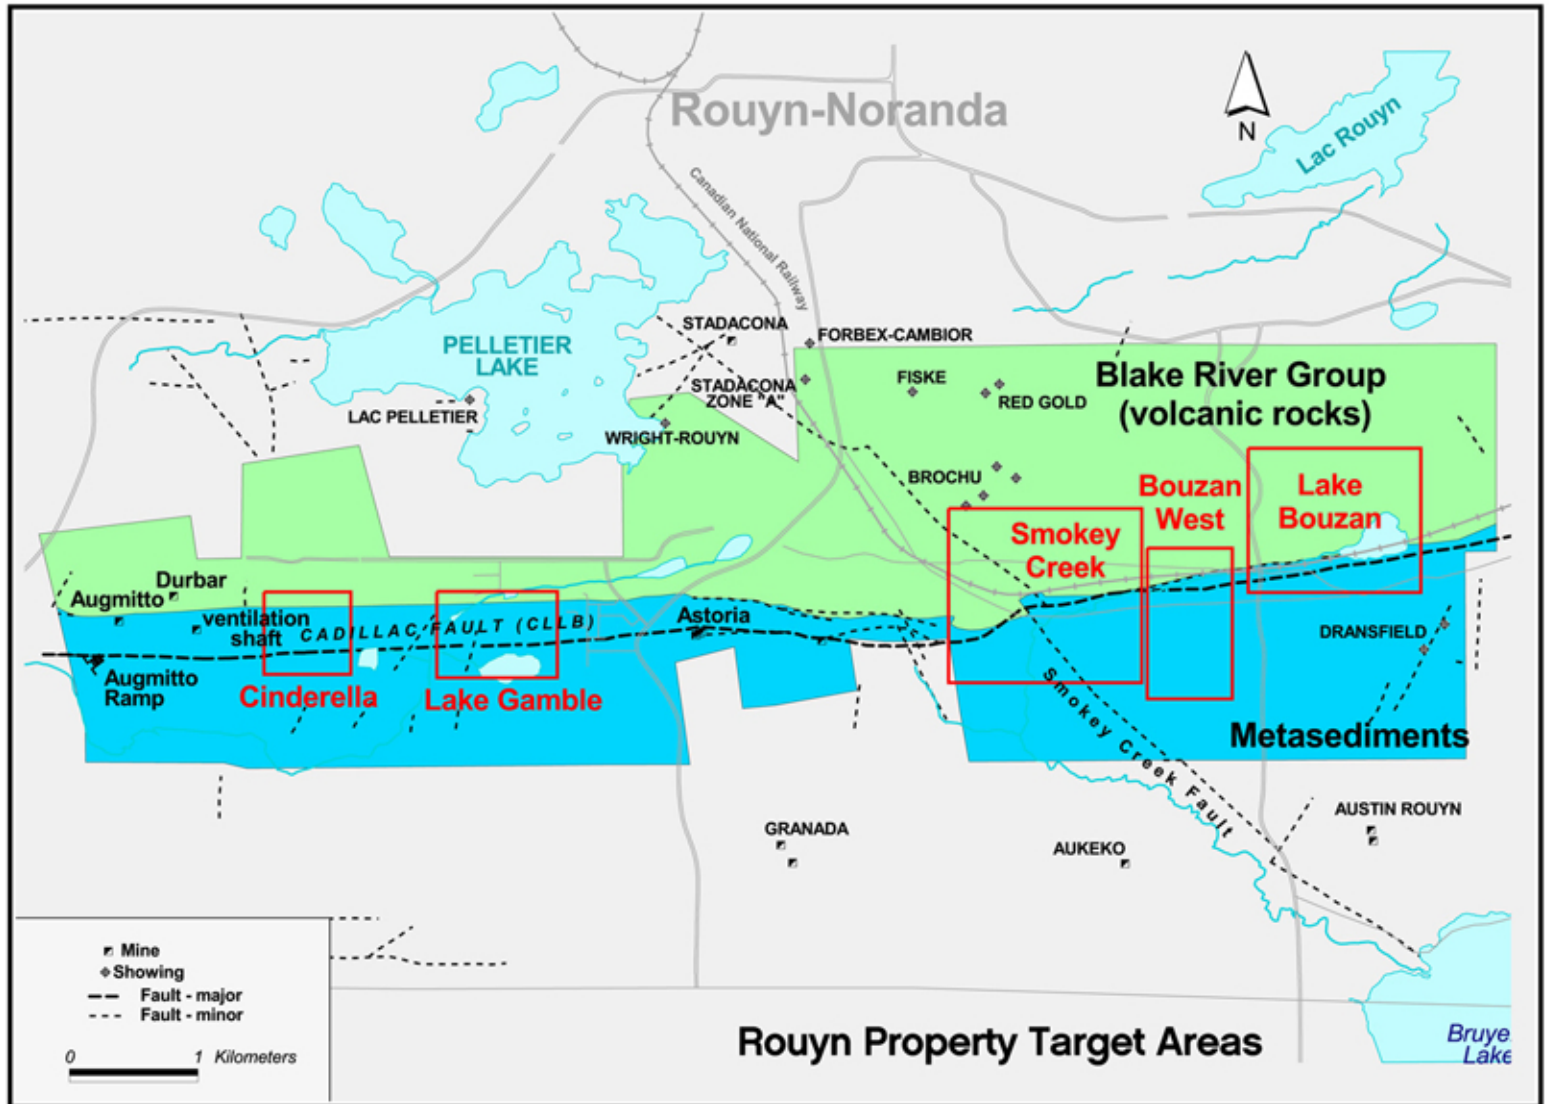 Rouyn-Noranda
N
Lac Rouyn
Canadian National Railway
PELLETIER
LAKE
STADACONA
FORBEX-CAMBIOR
STADACONA
ZONE "A"
FISKE
RED GOLD
Blake River Group
(volcanic rocks)
LAC PELLETIER
WRIGHT-ROUYN
BROCHU
Bouzan
West
Lake
Bouzan
Smokey
Creek
Durbar
Augmitto
ventilation
shaft
CADILLAC FAULT (CLLB)
Astoria
DRANSFIELD
Augmitto
Ramp
Cinderella
Lake Gamble
Smokey Creek Fault
Metasediments
GRANADA
AUKEKO
AUSTIN ROUYN
Mine
Showing
Fault - major
Fault - minor
0 1 Kilometers
Rouyn Property Target Areas
Bruye
Lake